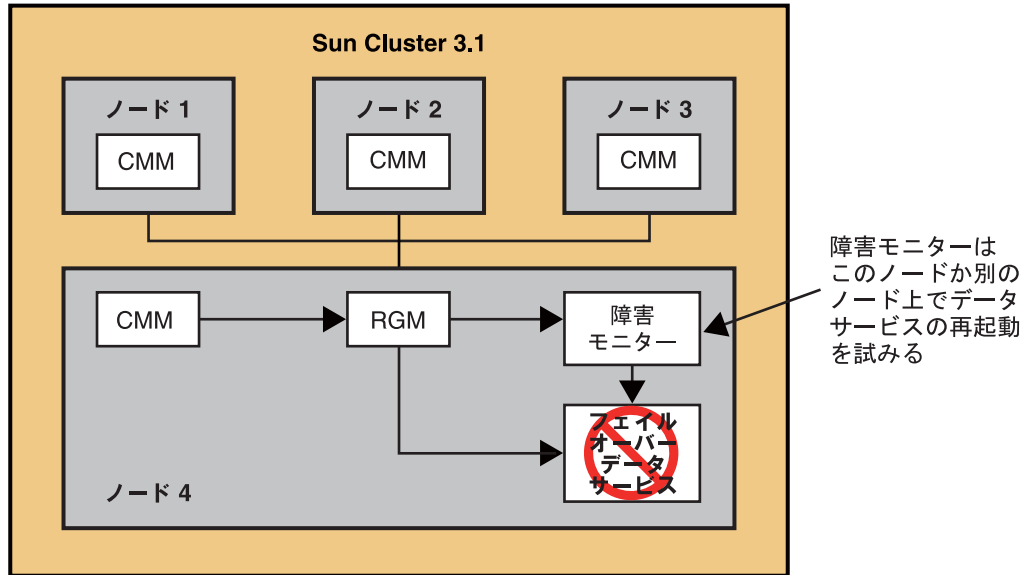 Sun Cluster 3.1
ノード 1
CMM
ノード 2
CMM
ノード 3
CMM
CMM
RGM
障害
モニター
フェイル
オーバー
データ
サービス
ノード 4
障害モニターは
このノードか別の
ノード上でデータ
サービスの再起動
を試みる